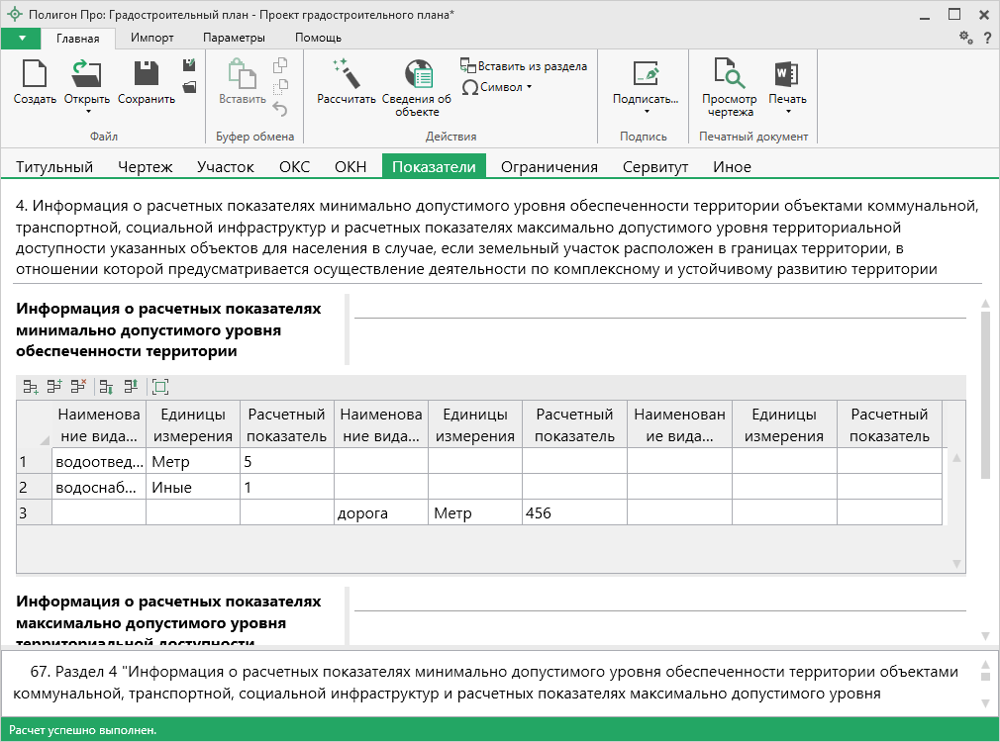 Полигон Про: Градостроительный план - Проект градостроительного плана*
Главная Импорт Параметры Помощь
?
Создать Открыть Сохранить Вставить Рассчитать Сведения об объекте Вставить из раздела Символ Подписать... Просмотр чертежа Печать
Файл Буфер обмена Действия Подпись Печатный документ
Титульный Чертеж Участок ОКС ОКН Показатели Ограничения Сервитут Иное
4. Информация о расчетных показателях минимально допустимого уровня обеспеченности территории объектами коммунальной,
транспортной, социальной инфраструктур и расчетных показателях максимально допустимого уровня территориальной
доступности указанных объектов для населения в случае, если земельный участок расположен в границах территории, в
отношении которой предусматривается осуществление деятельности по комплексному и устойчивому развитию территории
Информация о расчетных показателях
минимально допустимого уровня
обеспеченности территории
Наименова Единицы Расчетный Наименова Единицы Расчетный Наименован Единицы Расчетный
ние вида... измерения показатель ние вида... измерения показатель ие вида... измерения показатель
1 водоотвед... Метр 5
2 водоснаб... Иные 1
3 дорога Метр 456
Информация о расчетных показателях
максимально допустимого уровня
территориальной доступности
67. Раздел 4 "Информация о расчетных показателях минимально допустимого уровня обеспеченности территории объектами
коммунальной, транспортной, социальной инфраструктур и расчетных показателях максимально допустимого уровня
Расчет успешно выполнен.